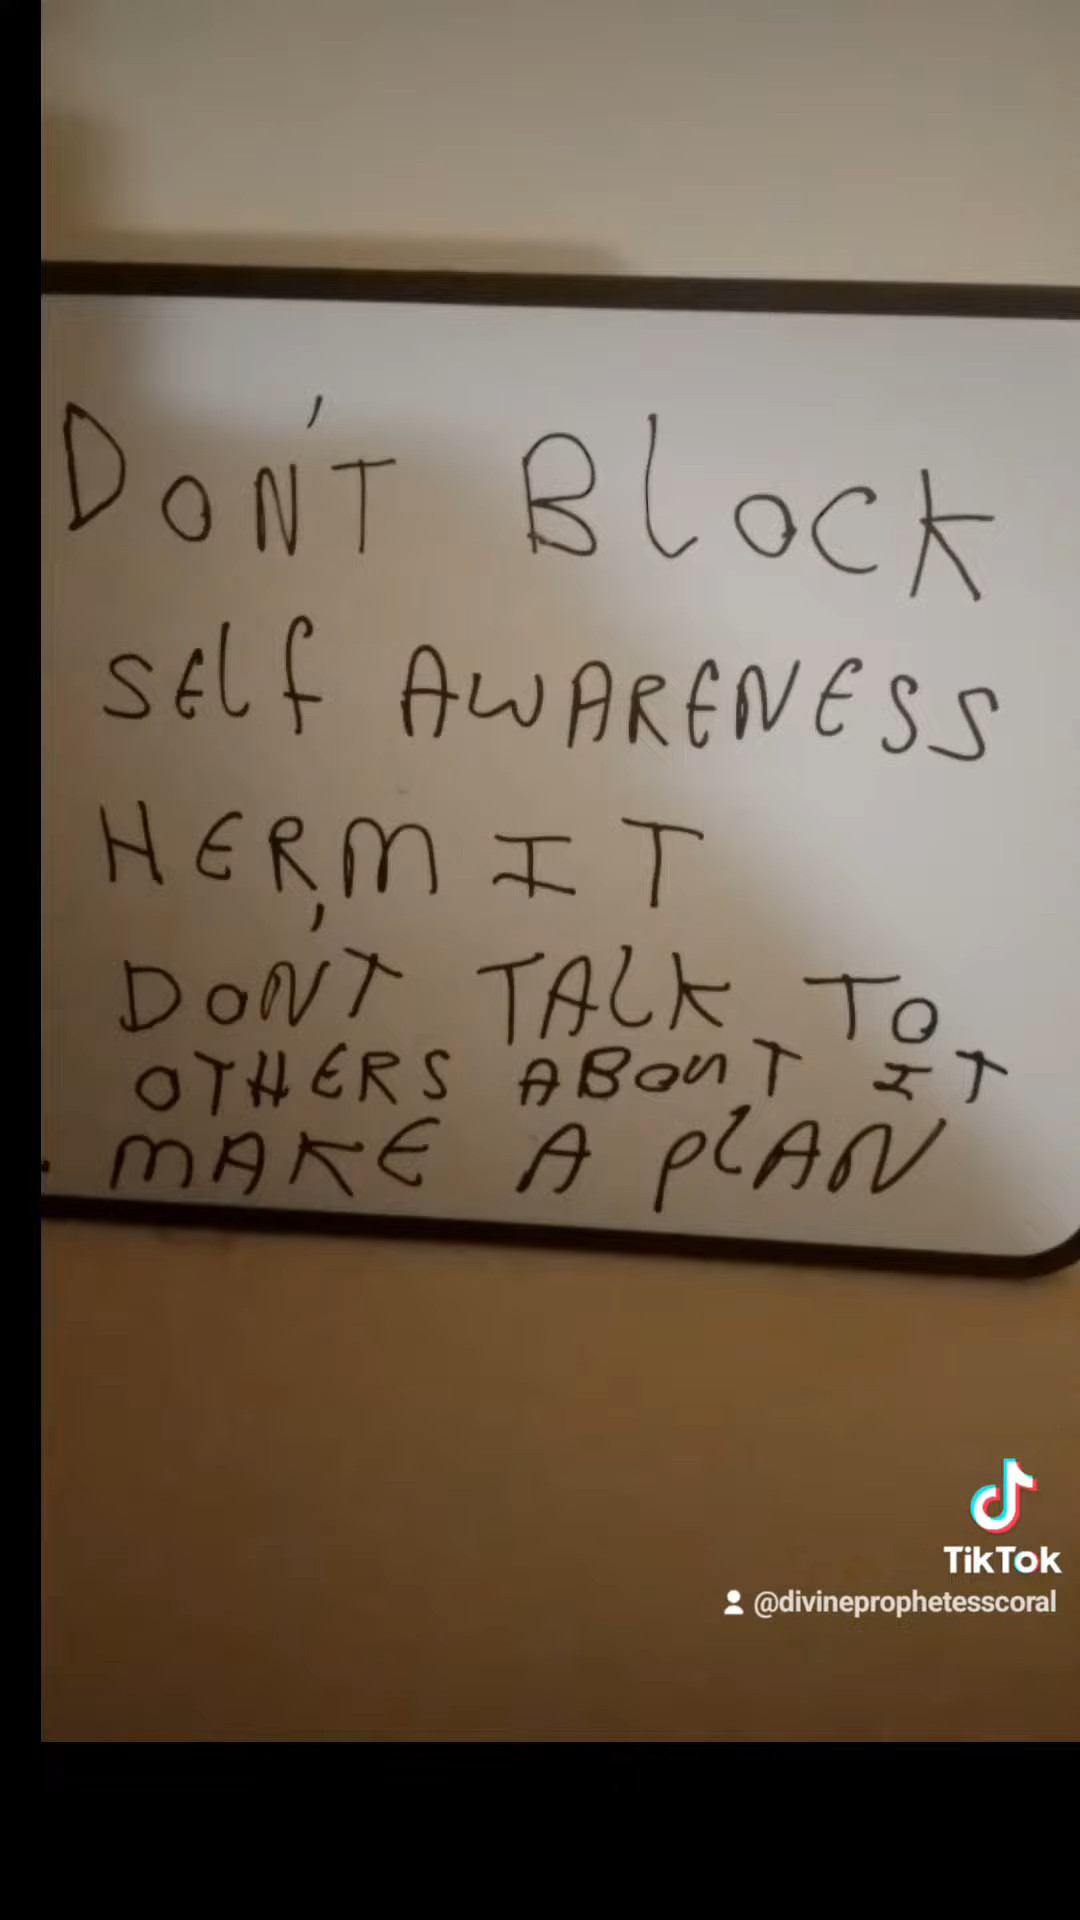 DON'T BlOCK
SElf AWARENESS
HERMIT
DON'T TALK TO
OTHERS ABOUT IT
MAKE A PlAN
TikTok
@divineprophetesscoral